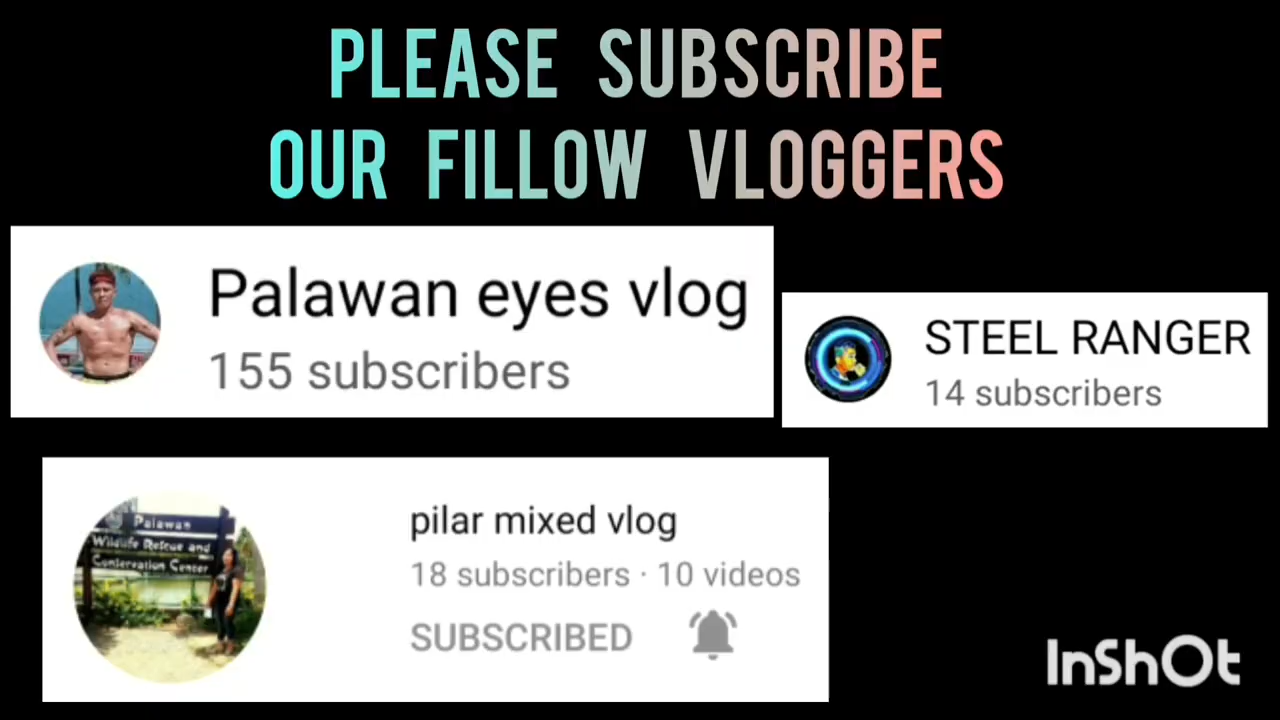 PLEASE SUBSCRIBE
OUR FILLOW VLOGGERS
Palawan eyes vlog
155 subscribers
STEEL RANGER
14 subscribers
Palawan
Wildlife Rescue and
Conservation Center
pilar mixed vlog
18 subscribers · 10 videos
SUBSCRIBED
InShOt